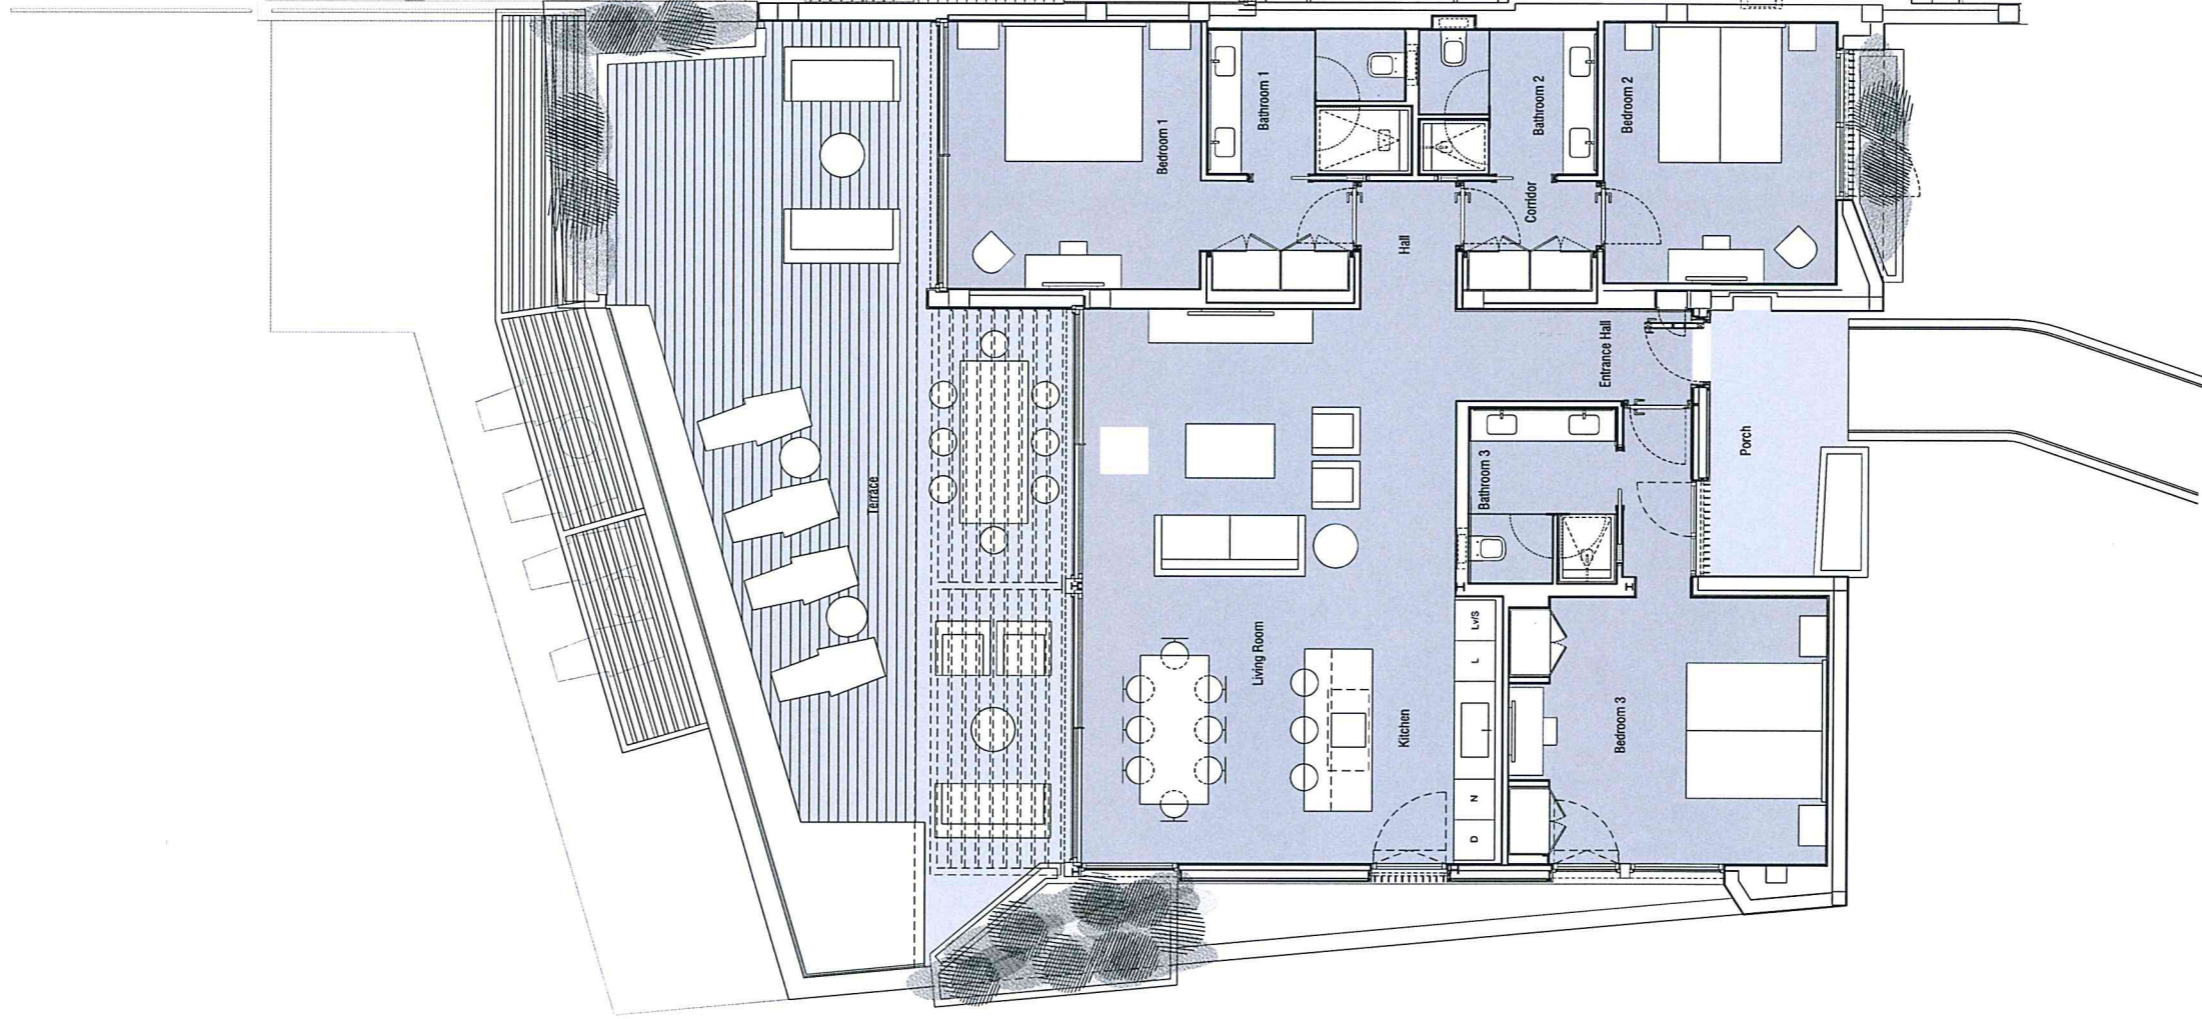 Bedroom 1
Bathroom 1
Bathroom 2
Bedroom 2
Corridor
Hall
Entrance Hall
Terrace
Porch
Bathroom 3
Living Room
Kitchen
Bedroom 3
Lv/S
L
N
D